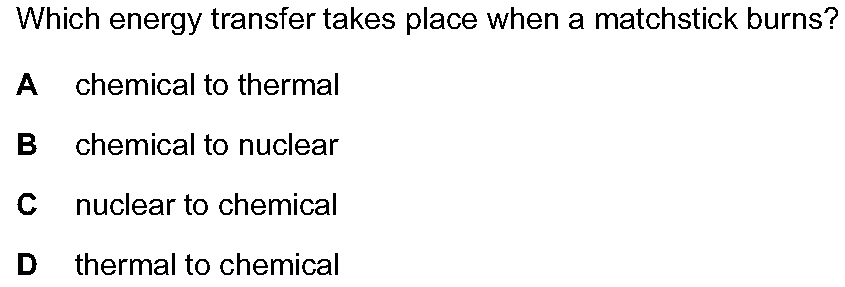 Which energy transfer takes place when a matchstick burns?
A chemical to thermal
B chemical to nuclear
C nuclear to chemical
D thermal to chemical